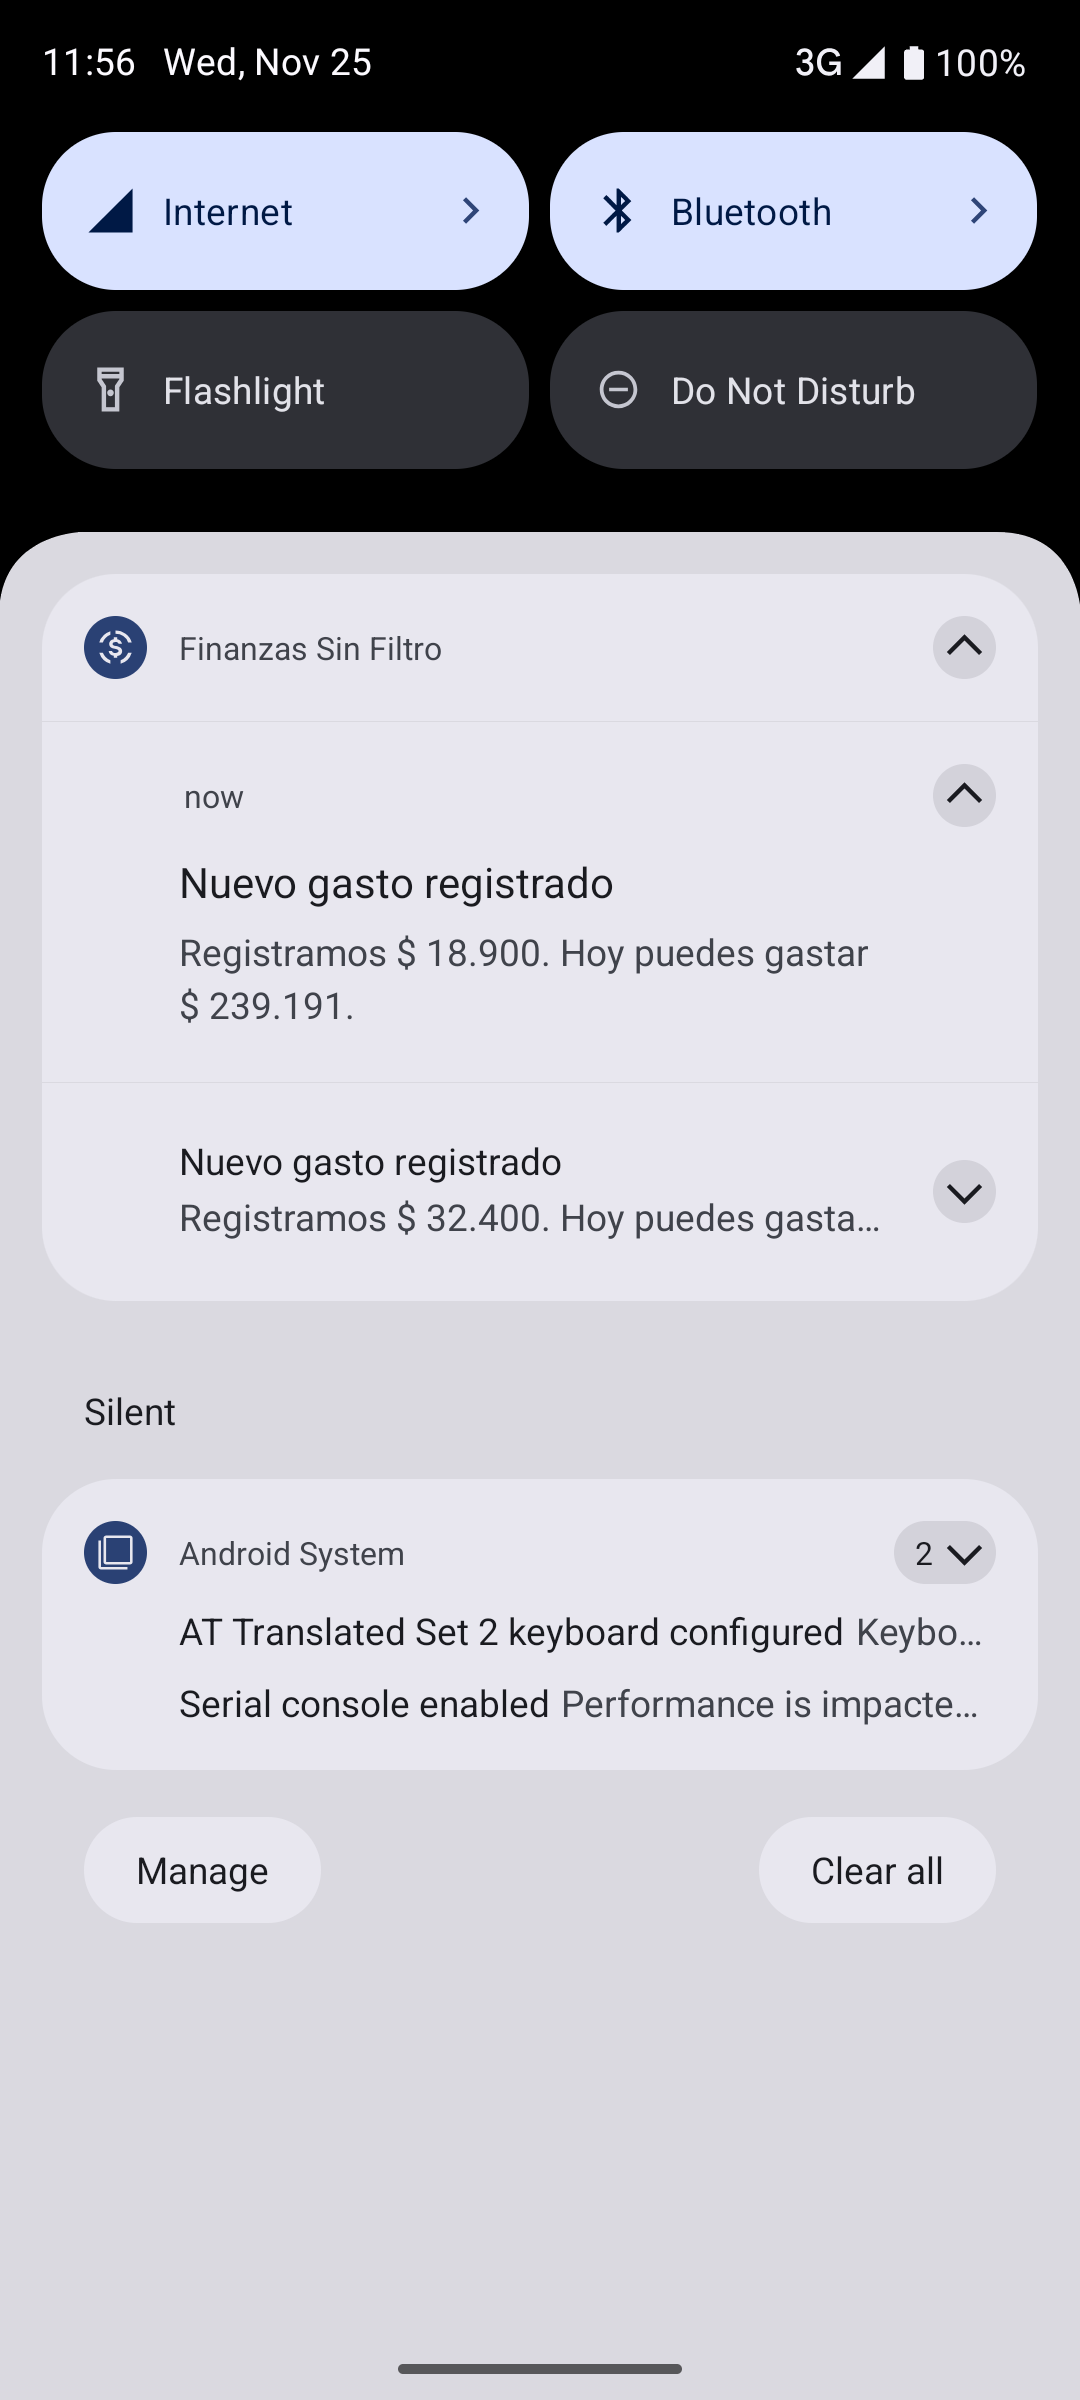 11:56 Wed, Nov 25 3G 100%
Internet Bluetooth
Flashlight Do Not Disturb
Finanzas Sin Filtro
now
Nuevo gasto registrado
Registramos $ 18.900. Hoy puedes gastar
$ 239.191.
Nuevo gasto registrado
Registramos $ 32.400. Hoy puedes gasta…
Silent
Android System 2
AT Translated Set 2 keyboard configured Keybo…
Serial console enabled Performance is impacte…
Manage Clear all